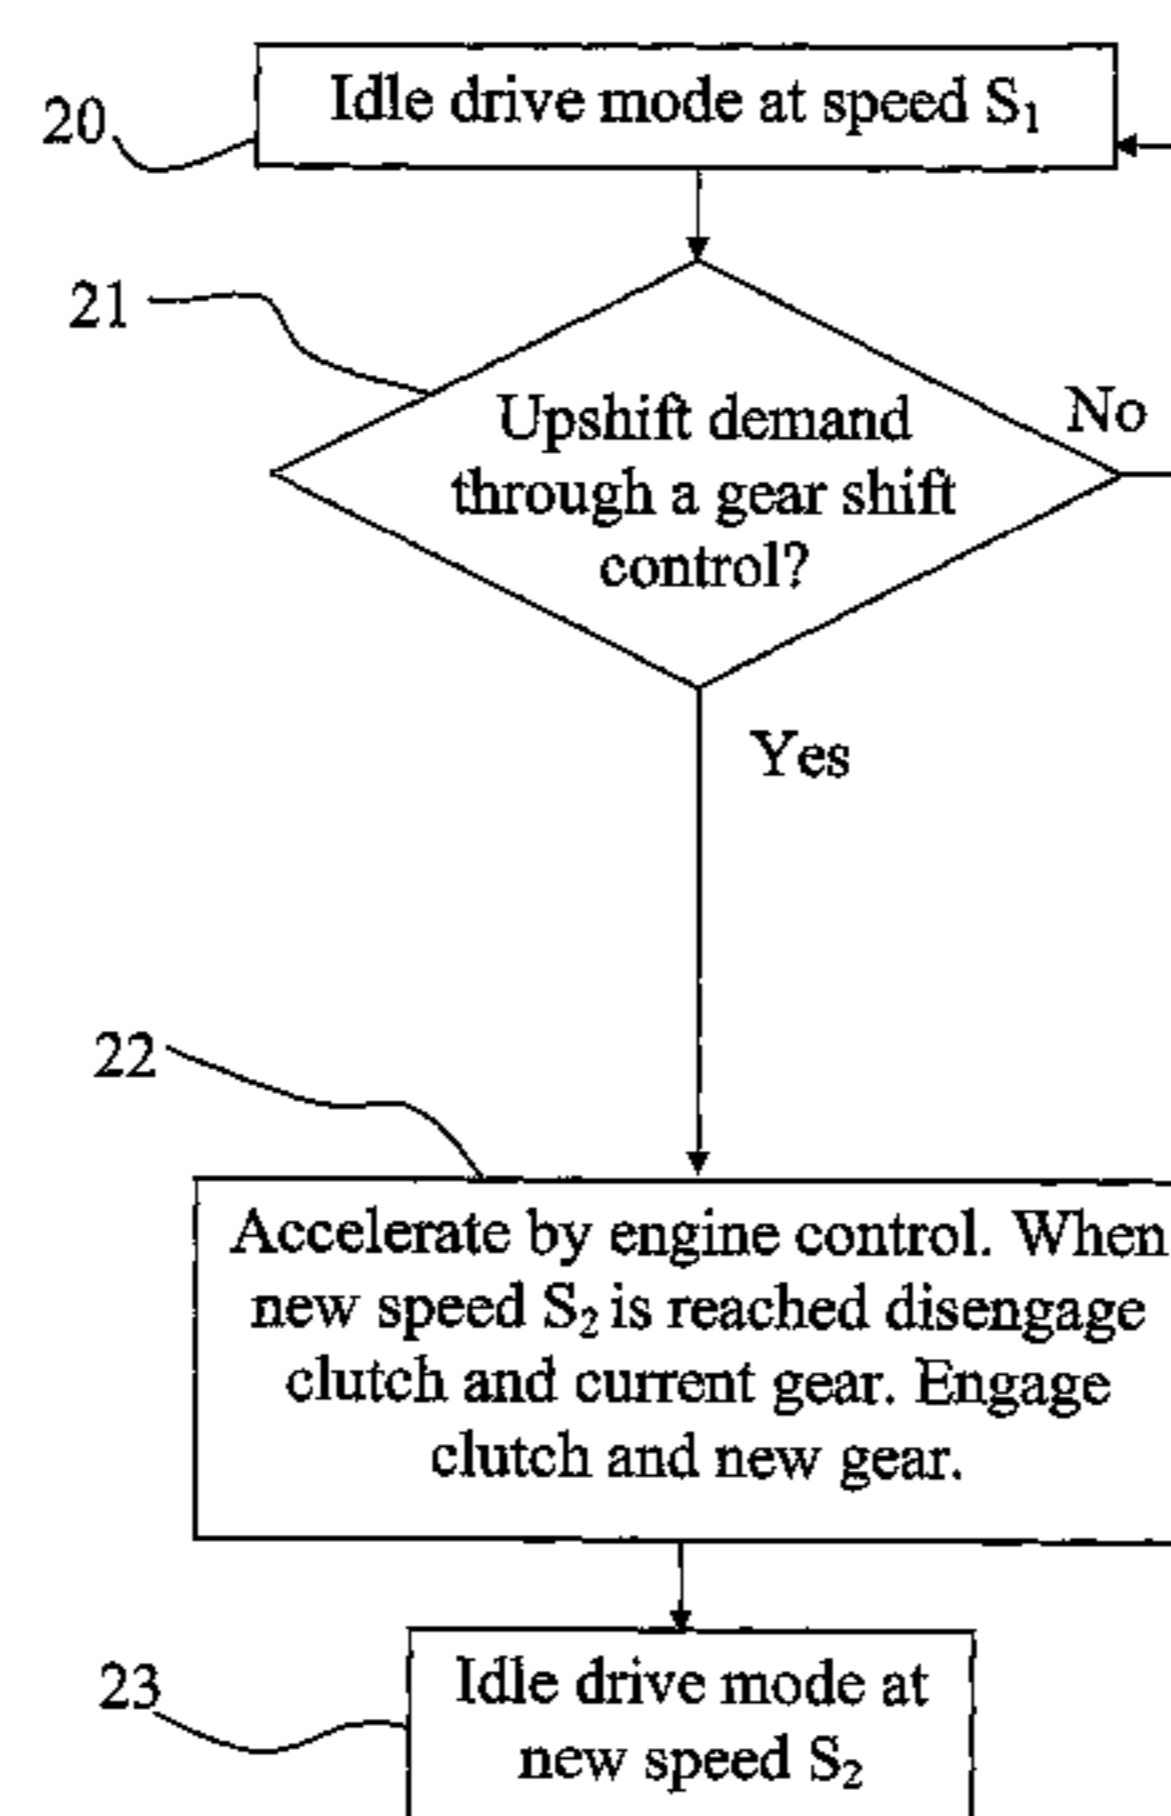 20
Idle drive mode at speed S₁
21
Upshift demand
through a gear shift
control?
No
Yes
22
Accelerate by engine control. When
new speed S₂ is reached disengage
clutch and current gear. Engage
clutch and new gear.
23
Idle drive mode at
new speed S₂